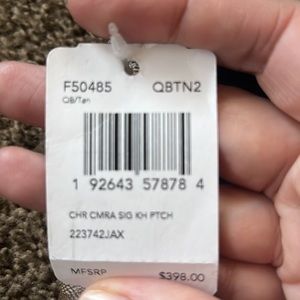 F50485 QBTN2
QB/Tan
1 92643 57878 4
CHR CMRA SIG KH PTCH
223742JAX
MFSRP $398.00